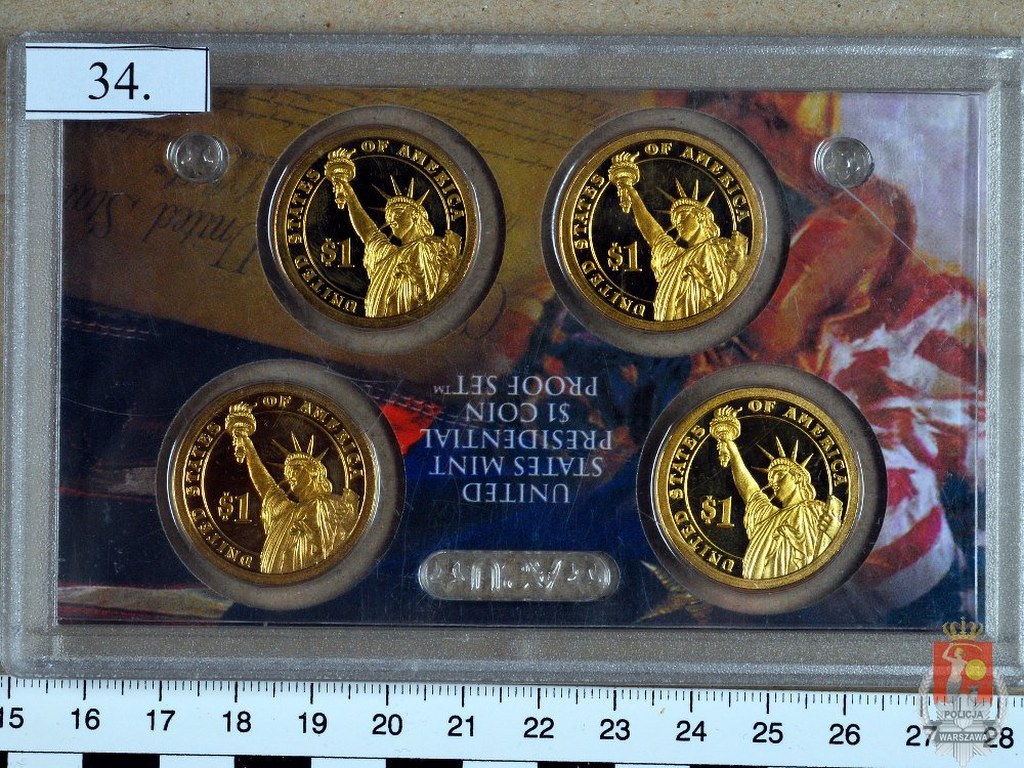 34.
UNITED STATES OF AMERICA
$1
UNITED STATES OF AMERICA
$1
UNITED STATES OF AMERICA
$1
UNITED STATES OF AMERICA
$1
UNITED
STATES MINT
PRESIDENTIAL
$1 COIN
PROOF SET™
United Sta
15 16 17 18 19 20 21 22 23 24 25 26 27 28
POLICJA
WARSZAWA